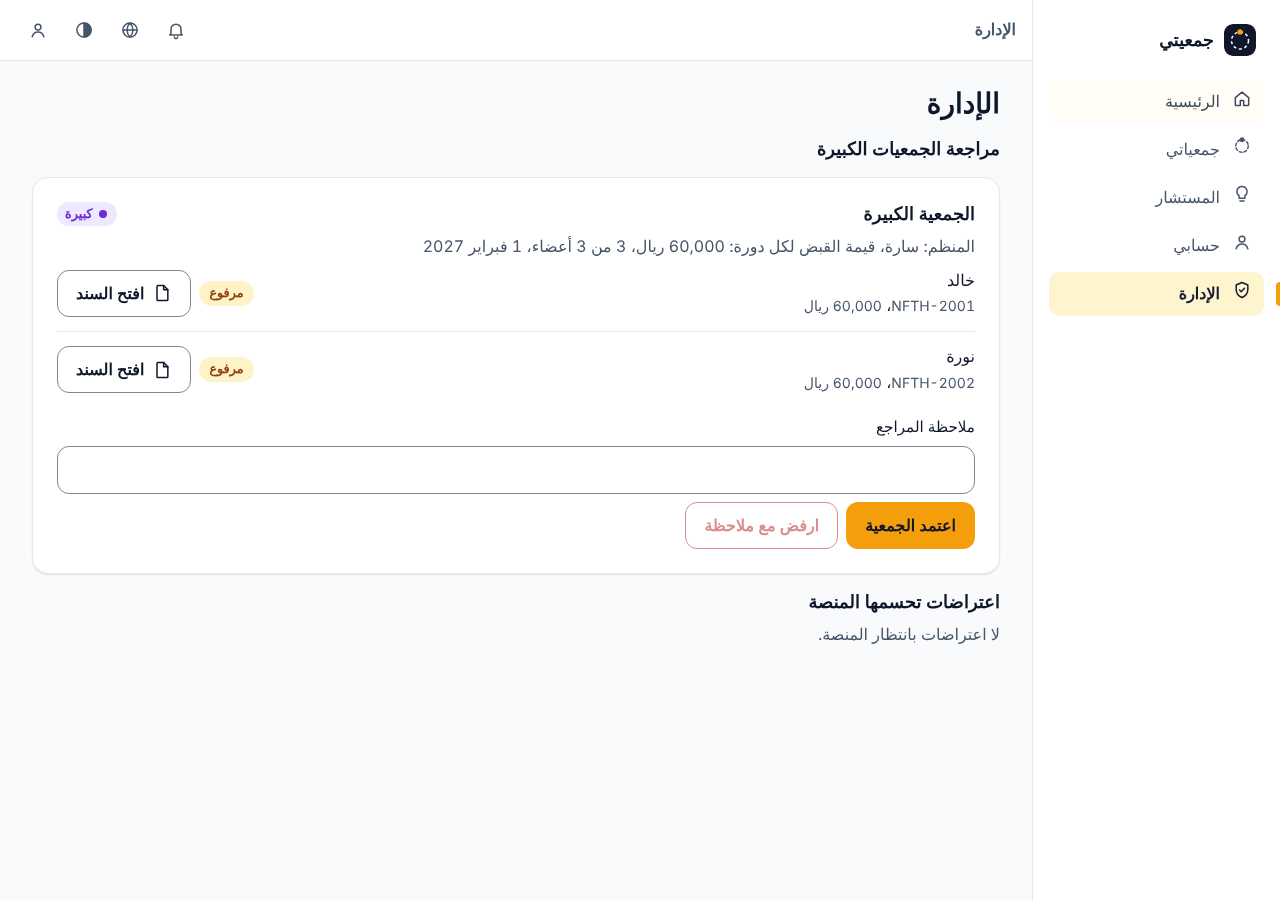 جمعيتي
الرئيسية
جمعياتي
المستشار
حسابي
الإدارة
الإدارة
الإدارة
مراجعة الجمعيات الكبيرة
الجمعية الكبيرة
كبيرة
المنظم: سارة، قيمة القبض لكل دورة: 60,000 ريال، 3 من 3 أعضاء، 1 فبراير 2027
خالد
NFTH-2001، 60,000 ريال
مرفوع
افتح السند
نورة
NFTH-2002، 60,000 ريال
مرفوع
افتح السند
ملاحظة المراجع
اعتمد الجمعية
ارفض مع ملاحظة
اعتراضات تحسمها المنصة
لا اعتراضات بانتظار المنصة.